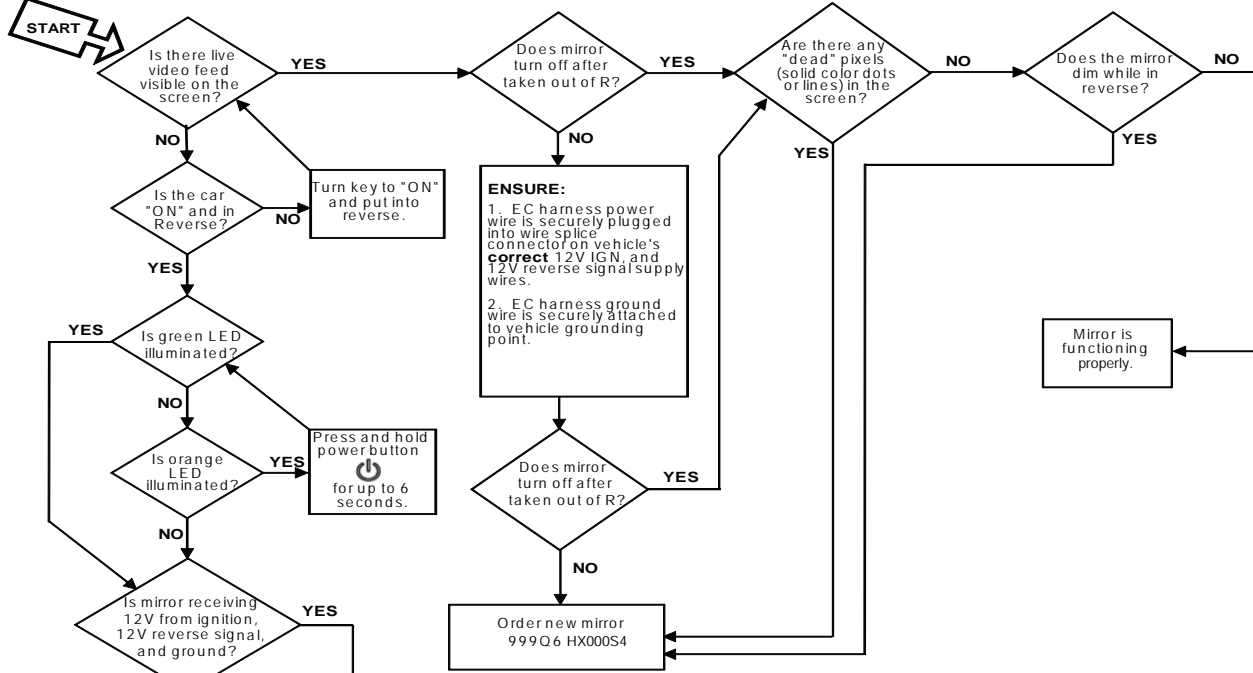 START
Is there live
video feed
visible on the
screen?
YES
NO
Does mirror
turn off after
taken out of R?
YES
NO
Are there any
"dead" pixels
(solid color dots
or lines) in the
screen?
NO
YES
Does the mirror
dim while in
reverse?
NO
YES
Is the car
"ON" and in
Reverse?
NO
YES
Turn key to "ON"
and put into
reverse.
ENSURE:
1. EC harness power
wire is securely plugged
into wire splice
connector on vehicle's
correct 12V IGN, and
12V reverse signal supply
wires.
2. EC harness ground
wire is securely attached
to vehicle grounding
point.
Mirror is
functioning
properly.
Is green LED
illuminated?
YES
NO
Is orange
LED
illuminated?
YES
NO
Press and hold
power button
for up to 6
seconds.
Does mirror
turn off after
taken out of R?
YES
NO
Is mirror receiving
12V from ignition,
12V reverse signal,
and ground?
YES
Order new mirror
999Q6 HX000S4